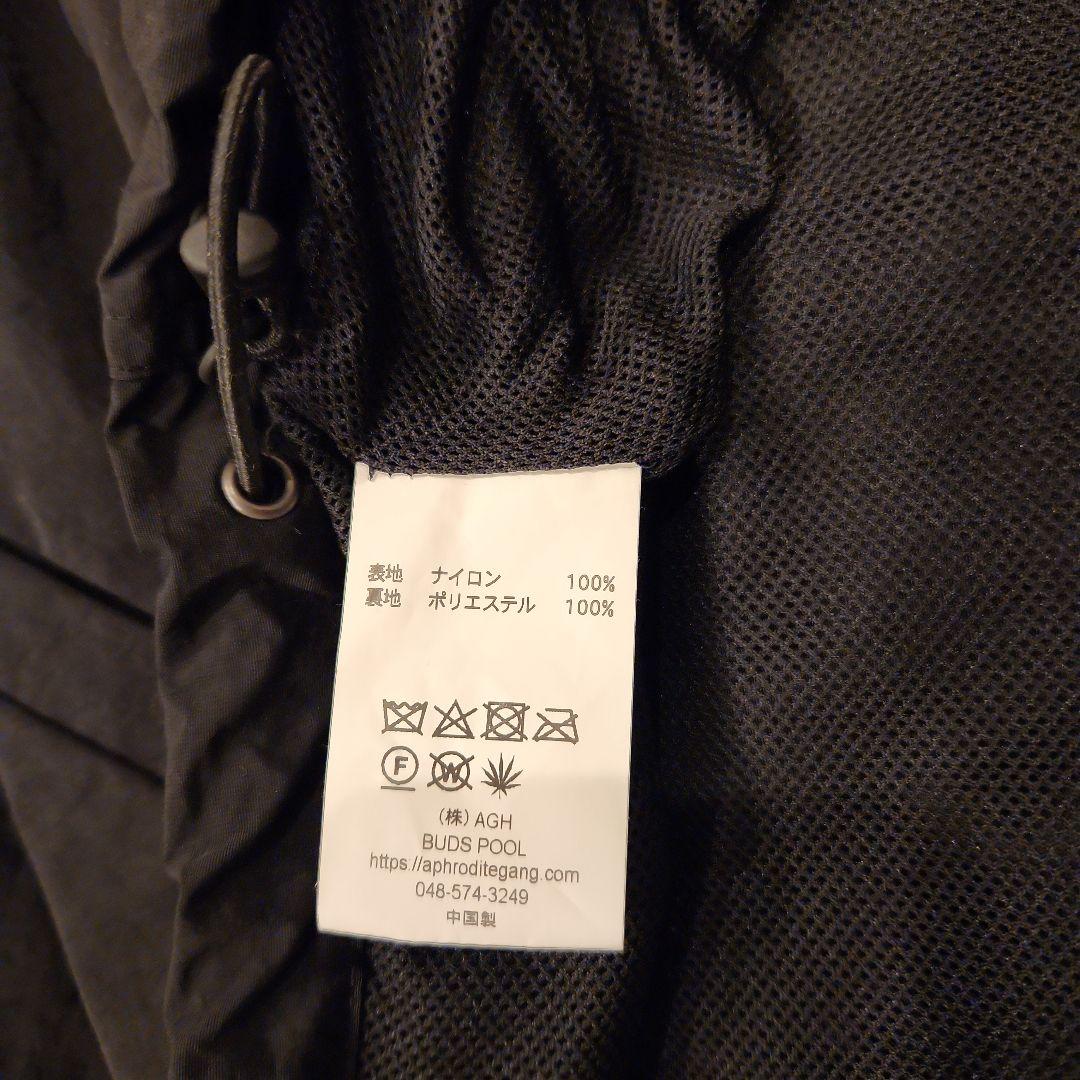 表地 ナイロン 100%
裏地 ポリエステル 100%
F W
(株) AGH
BUDS POOL
https://aphroditegang.com
048-574-3249
中国製